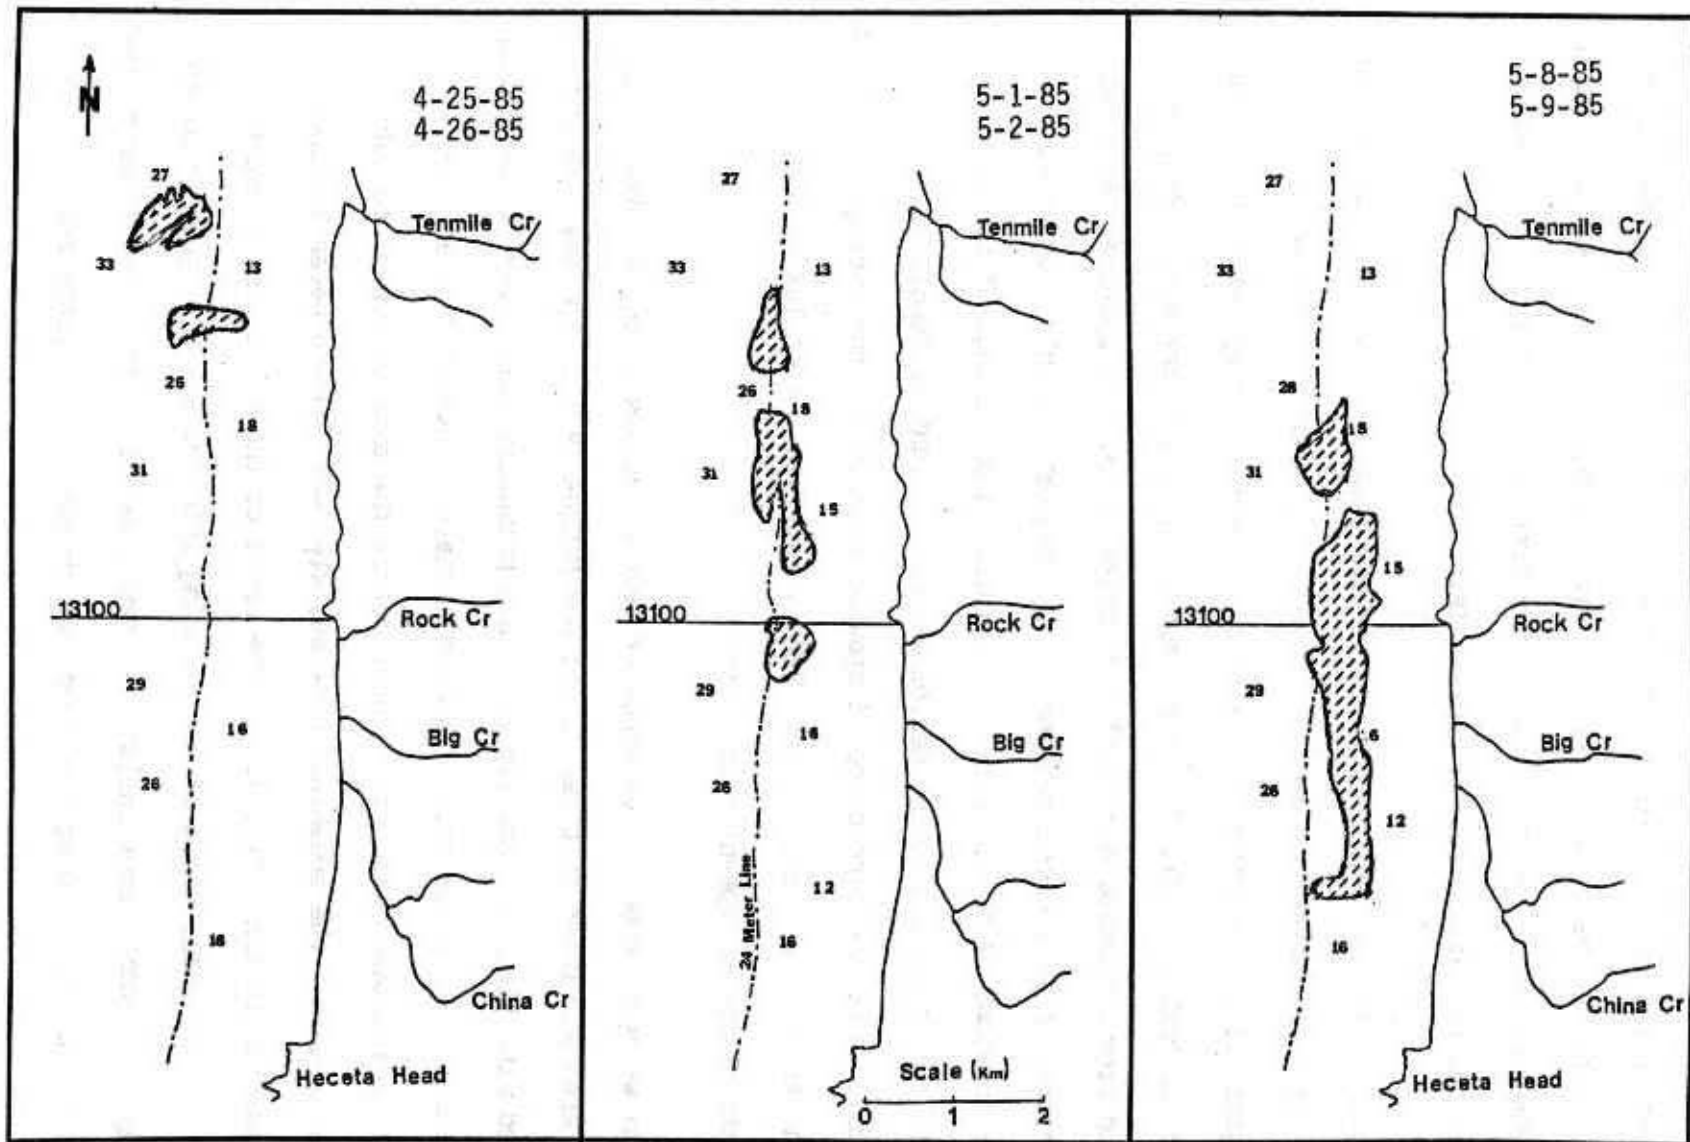 N
4-25-85
4-26-85
27
Tenmile Cr
33
13
26
18
31
13100
Rock Cr
29
16
Big Cr
26
16
China Cr
Heceta Head
5-1-85
5-2-85
27
Tenmile Cr
33
13
26
18
31
15
13100
Rock Cr
29
16
Big Cr
26
24 Meter Line
12
16
Scale (Km)
0 1 2
5-8-85
5-9-85
27
Tenmile Cr
33
13
26
15
31
15
13100
Rock Cr
29
6
Big Cr
26
12
16
China Cr
Heceta Head